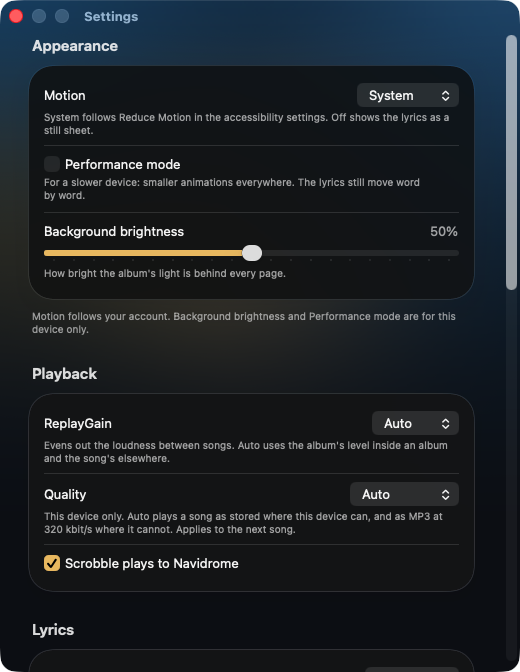 Settings
Appearance
Motion
System
System follows Reduce Motion in the accessibility settings. Off shows the lyrics as a
still sheet.
Performance mode
For a slower device: smaller animations everywhere. The lyrics still move word
by word.
Background brightness
50%
How bright the album's light is behind every page.
Motion follows your account. Background brightness and Performance mode are for this
device only.
Playback
ReplayGain
Auto
Evens out the loudness between songs. Auto uses the album's level inside an album
and the song's elsewhere.
Quality
Auto
This device only. Auto plays a song as stored where this device can, and as MP3 at
320 kbit/s where it cannot. Applies to the next song.
Scrobble plays to Navidrome
Lyrics